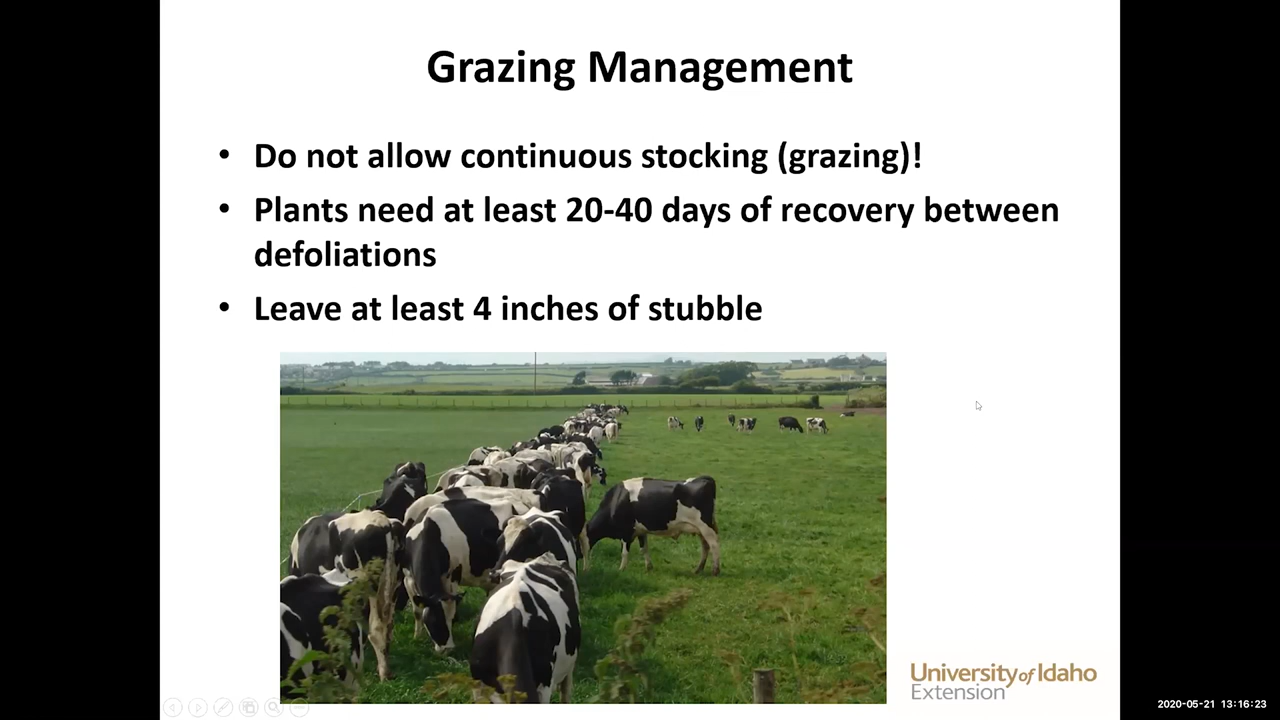 Grazing Management
• Do not allow continuous stocking (grazing)!
• Plants need at least 20-40 days of recovery between
defoliations
• Leave at least 4 inches of stubble
University of Idaho
Extension
2020-05-21 13:16:23